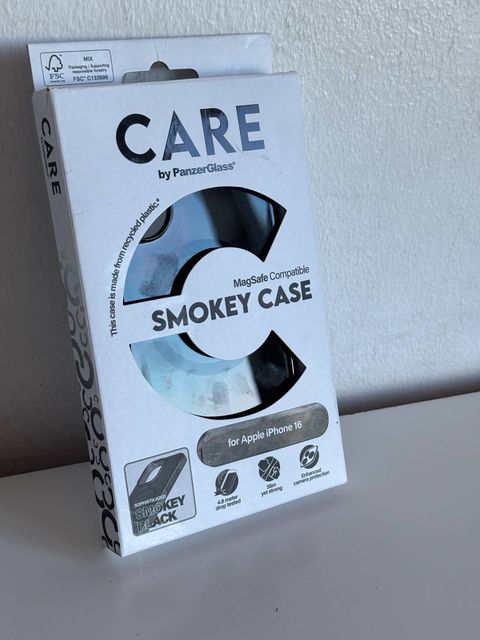 MIX
Packaging | Supporting
responsible forestry
FSC
FSC® C133696
CARE
by PanzerGlass®
CARE
This case is made from recycled plastic.*
MagSafe Compatible
SMOKEY CASE
for Apple iPhone 16
4.8 meter
drop tested
Slim
yet strong
Enhanced
camera protection
SOPHISTICATED
SMOKEY
BLACK